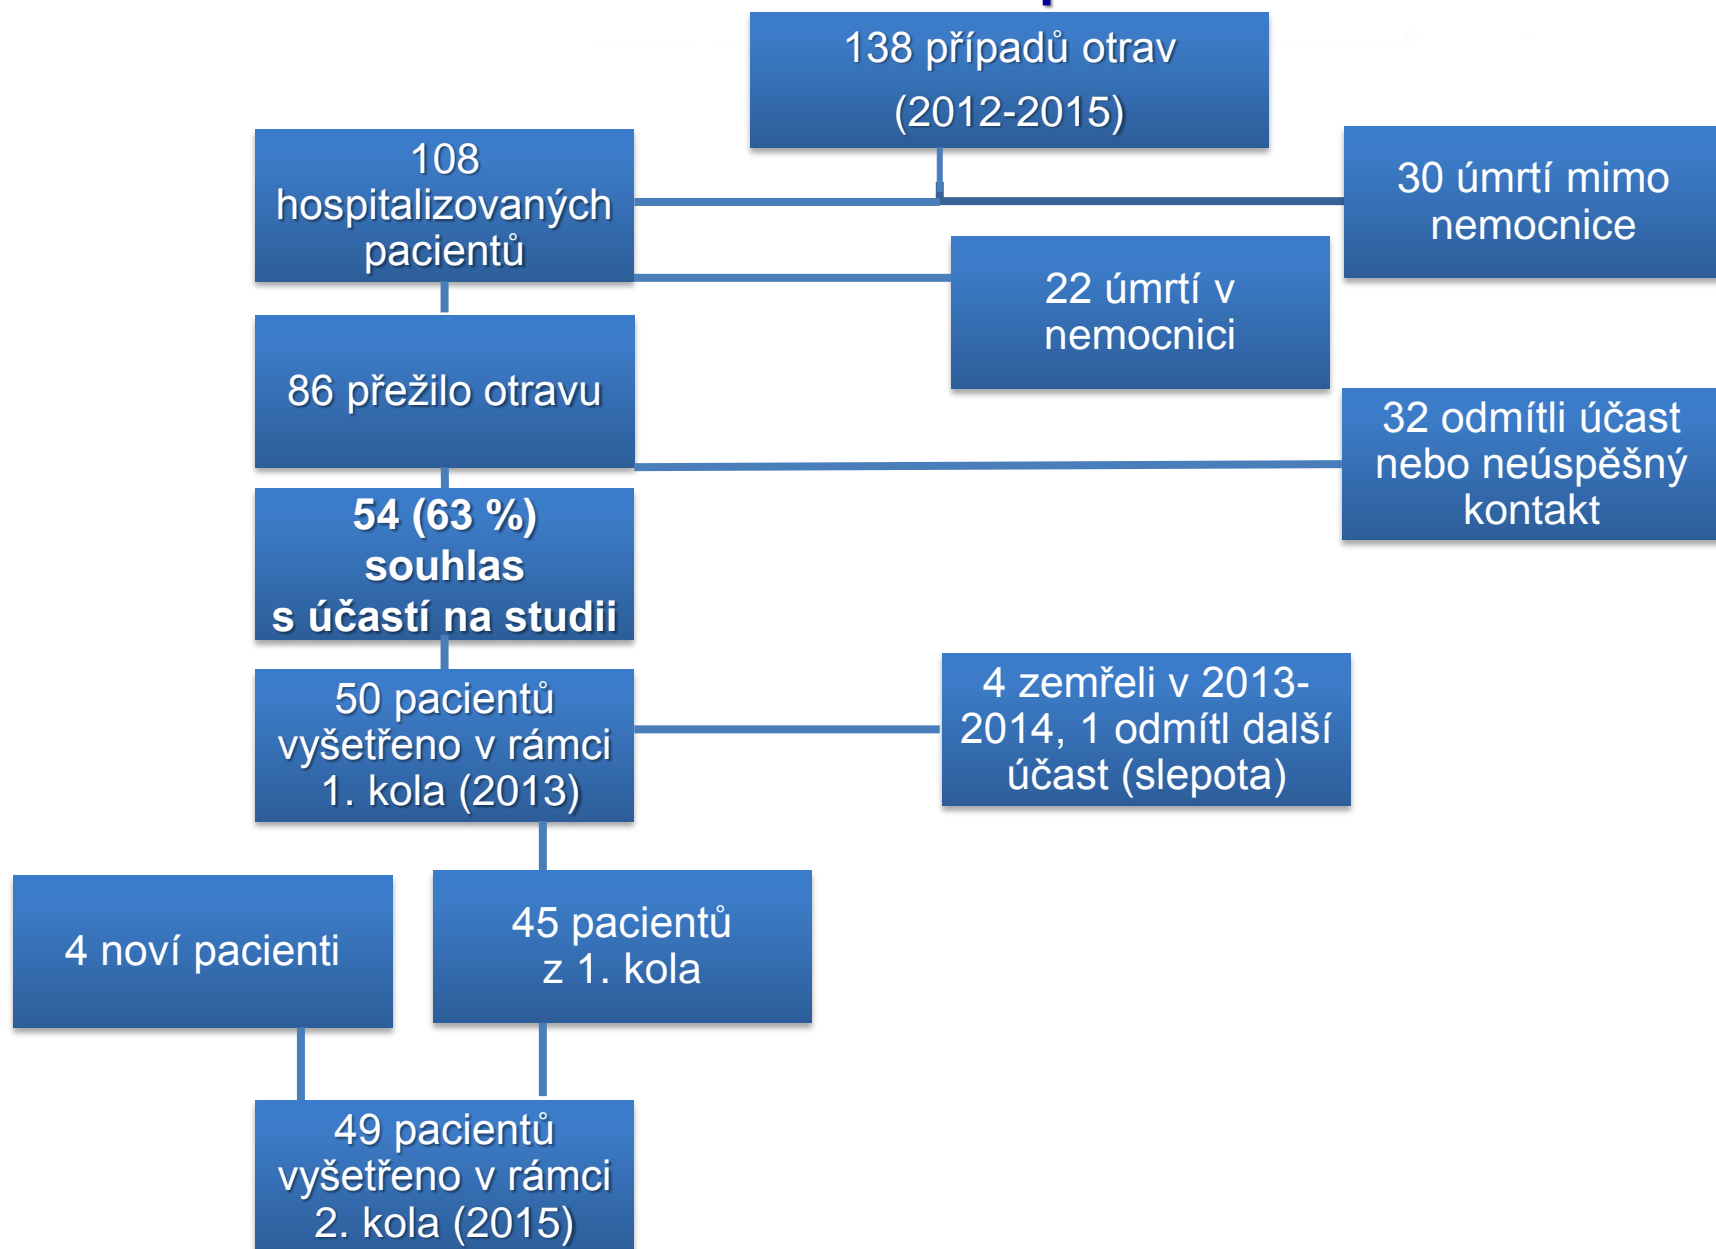 138 případů otrav
(2012-2015)
108
hospitalizovaných
pacientů
30 úmrtí mimo
nemocnice
22 úmrtí v
nemocnici
86 přežilo otravu
32 odmítli účast
nebo neúspěšný
kontakt
54 (63 %)
souhlas
s účastí na studii
50 pacientů
vyšetřeno v rámci
1. kola (2013)
4 zemřeli v 2013-
2014, 1 odmítl další
účast (slepota)
4 noví pacienti
45 pacientů
z 1. kola
49 pacientů
vyšetřeno v rámci
2. kola (2015)